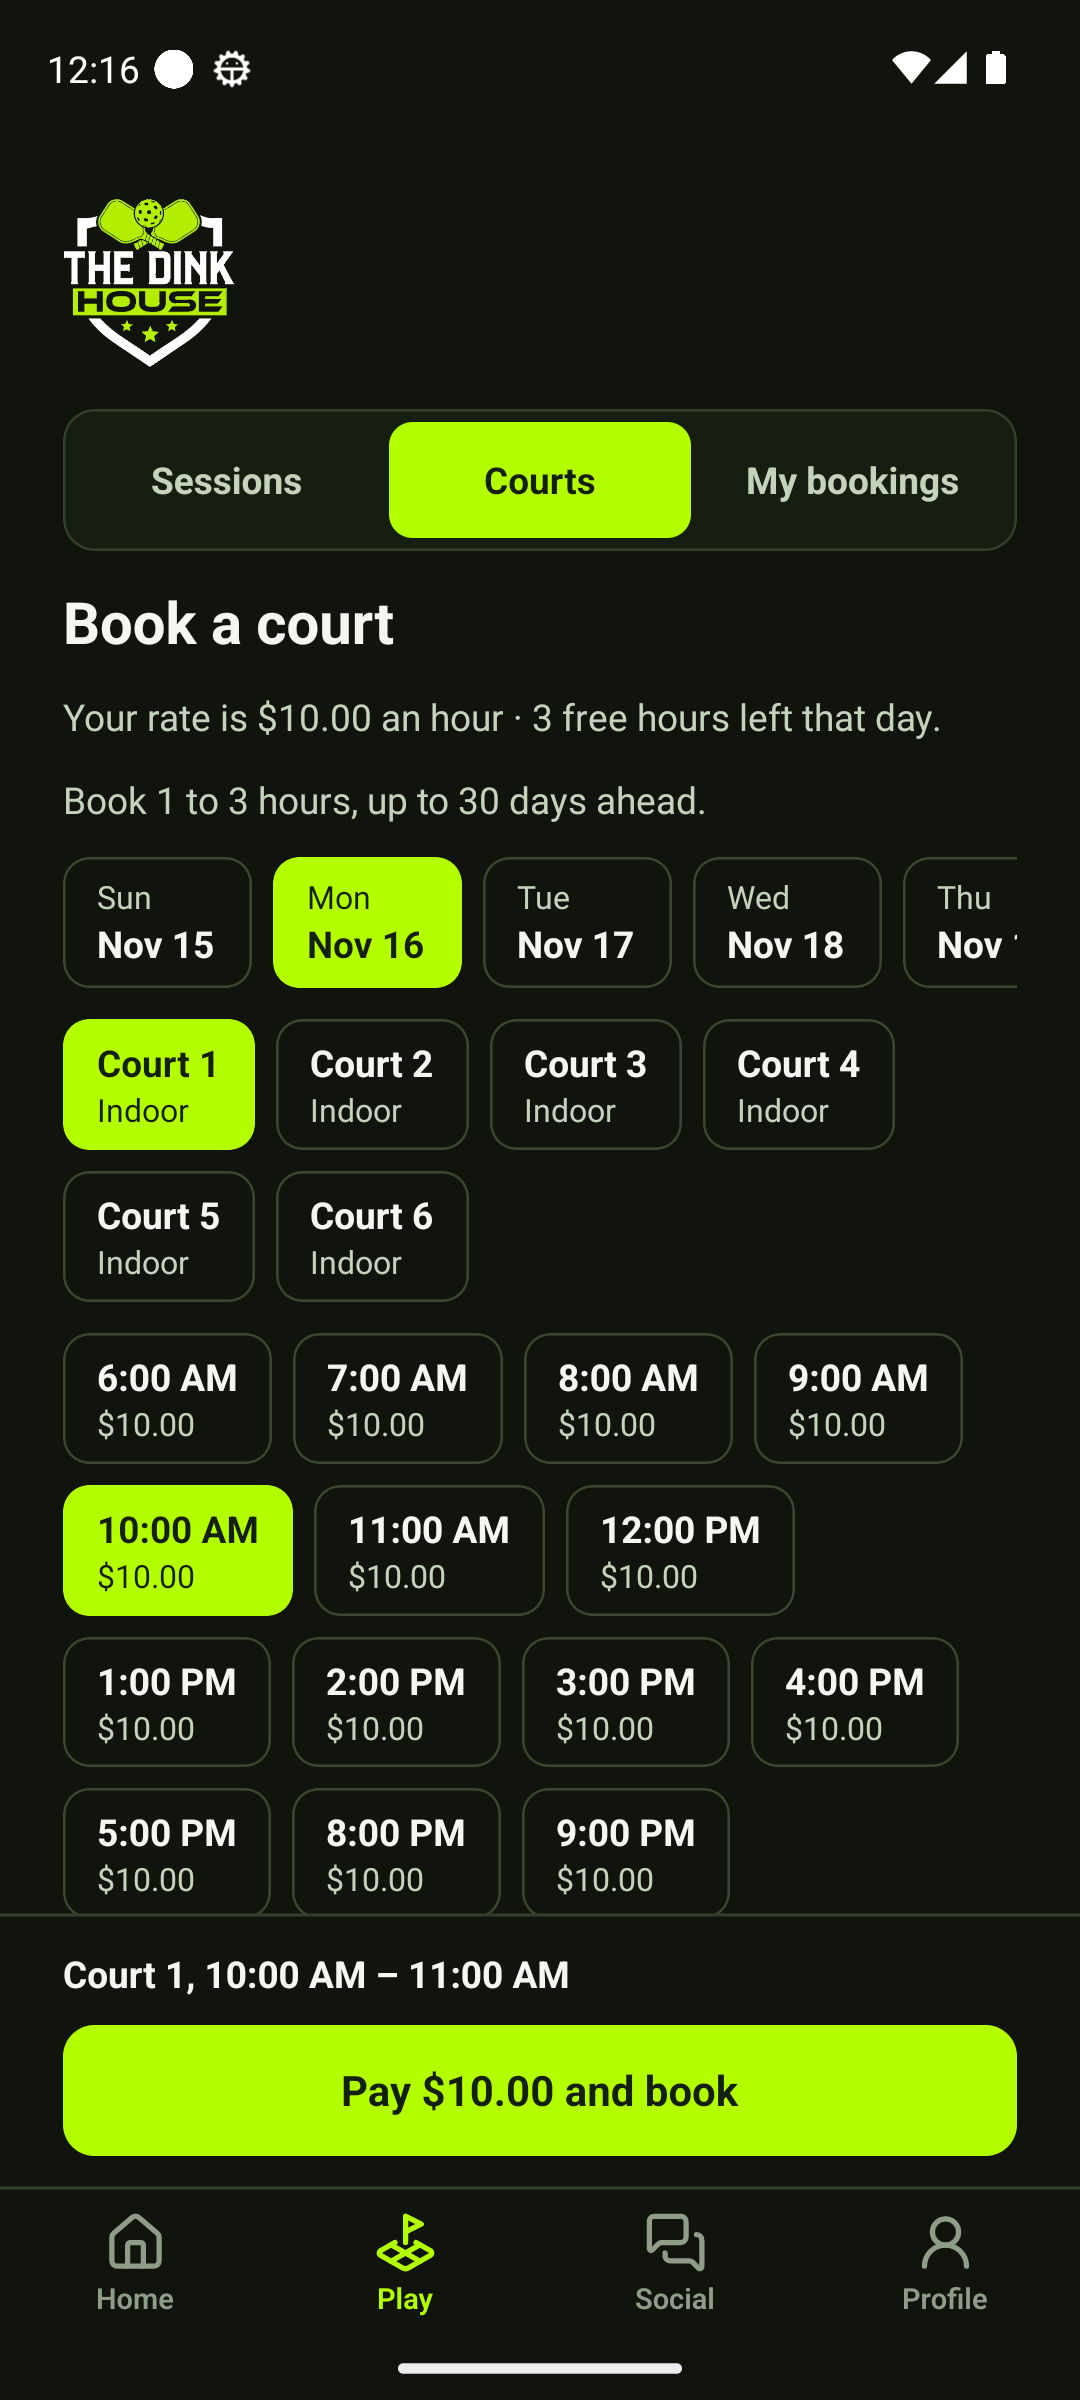 12:16
THE DINK
HOUSE
Sessions Courts My bookings
Book a court
Your rate is $10.00 an hour · 3 free hours left that day.
Book 1 to 3 hours, up to 30 days ahead.
Sun Mon Tue Wed Thu
Nov 15 Nov 16 Nov 17 Nov 18 Nov
Court 1 Court 2 Court 3 Court 4
Indoor Indoor Indoor Indoor
Court 5 Court 6
Indoor Indoor
6:00 AM 7:00 AM 8:00 AM 9:00 AM
$10.00 $10.00 $10.00 $10.00
10:00 AM 11:00 AM 12:00 PM
$10.00 $10.00 $10.00
1:00 PM 2:00 PM 3:00 PM 4:00 PM
$10.00 $10.00 $10.00 $10.00
5:00 PM 8:00 PM 9:00 PM
$10.00 $10.00 $10.00
Court 1, 10:00 AM – 11:00 AM
Pay $10.00 and book
Home Play Social Profile